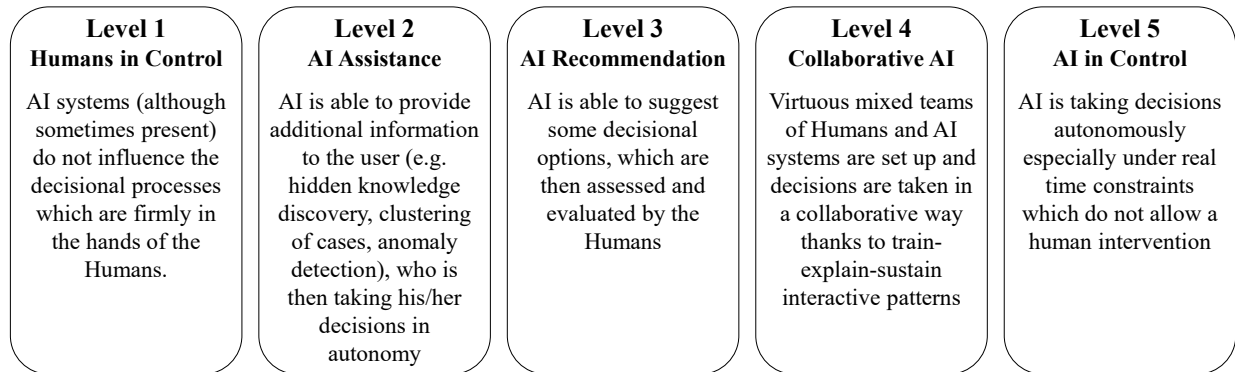 Level 1
Humans in Control
AI systems (although
sometimes present)
do not influence the
decisional processes
which are firmly in
the hands of the
Humans.
Level 2
AI Assistance
AI is able to provide
additional information
to the user (e.g.
hidden knowledge
discovery, clustering
of cases, anomaly
detection), who is
then taking his/her
decisions in
autonomy
Level 3
AI Recommendation
AI is able to suggest
some decisional
options, which are
then assessed and
evaluated by the
Humans
Level 4
Collaborative AI
Virtuous mixed teams
of Humans and AI
systems are set up and
decisions are taken in
a collaborative way
thanks to train-
explain-sustain
interactive patterns
Level 5
AI in Control
AI is taking decisions
autonomously
especially under real
time constraints
which do not allow a
human intervention